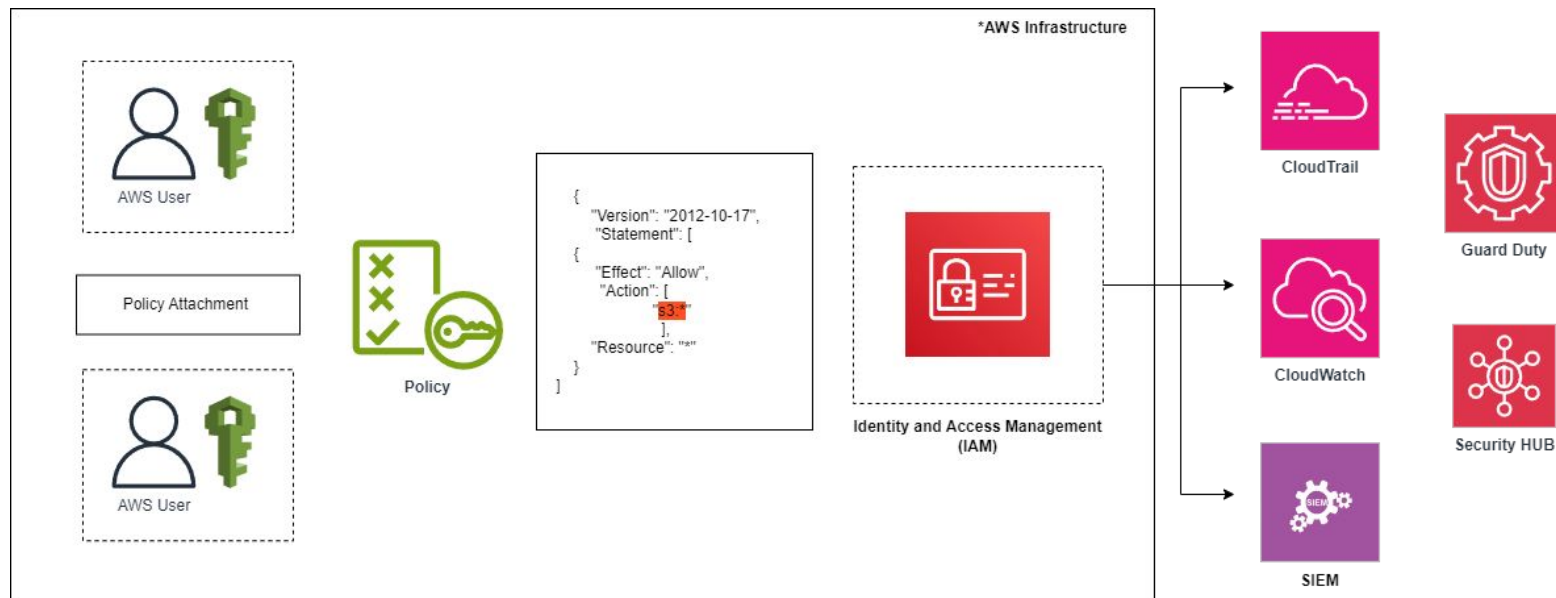 *AWS Infrastructure
AWS User
Policy Attachment
AWS User
Policy
{
"Version": "2012-10-17",
"Statement": [
{
"Effect": "Allow",
"Action": [
"s3:*"
],
"Resource": "*"
}
]
Identity and Access Management
(IAM)
CloudTrail
CloudWatch
SIEM
SIEM
Guard Duty
Security HUB